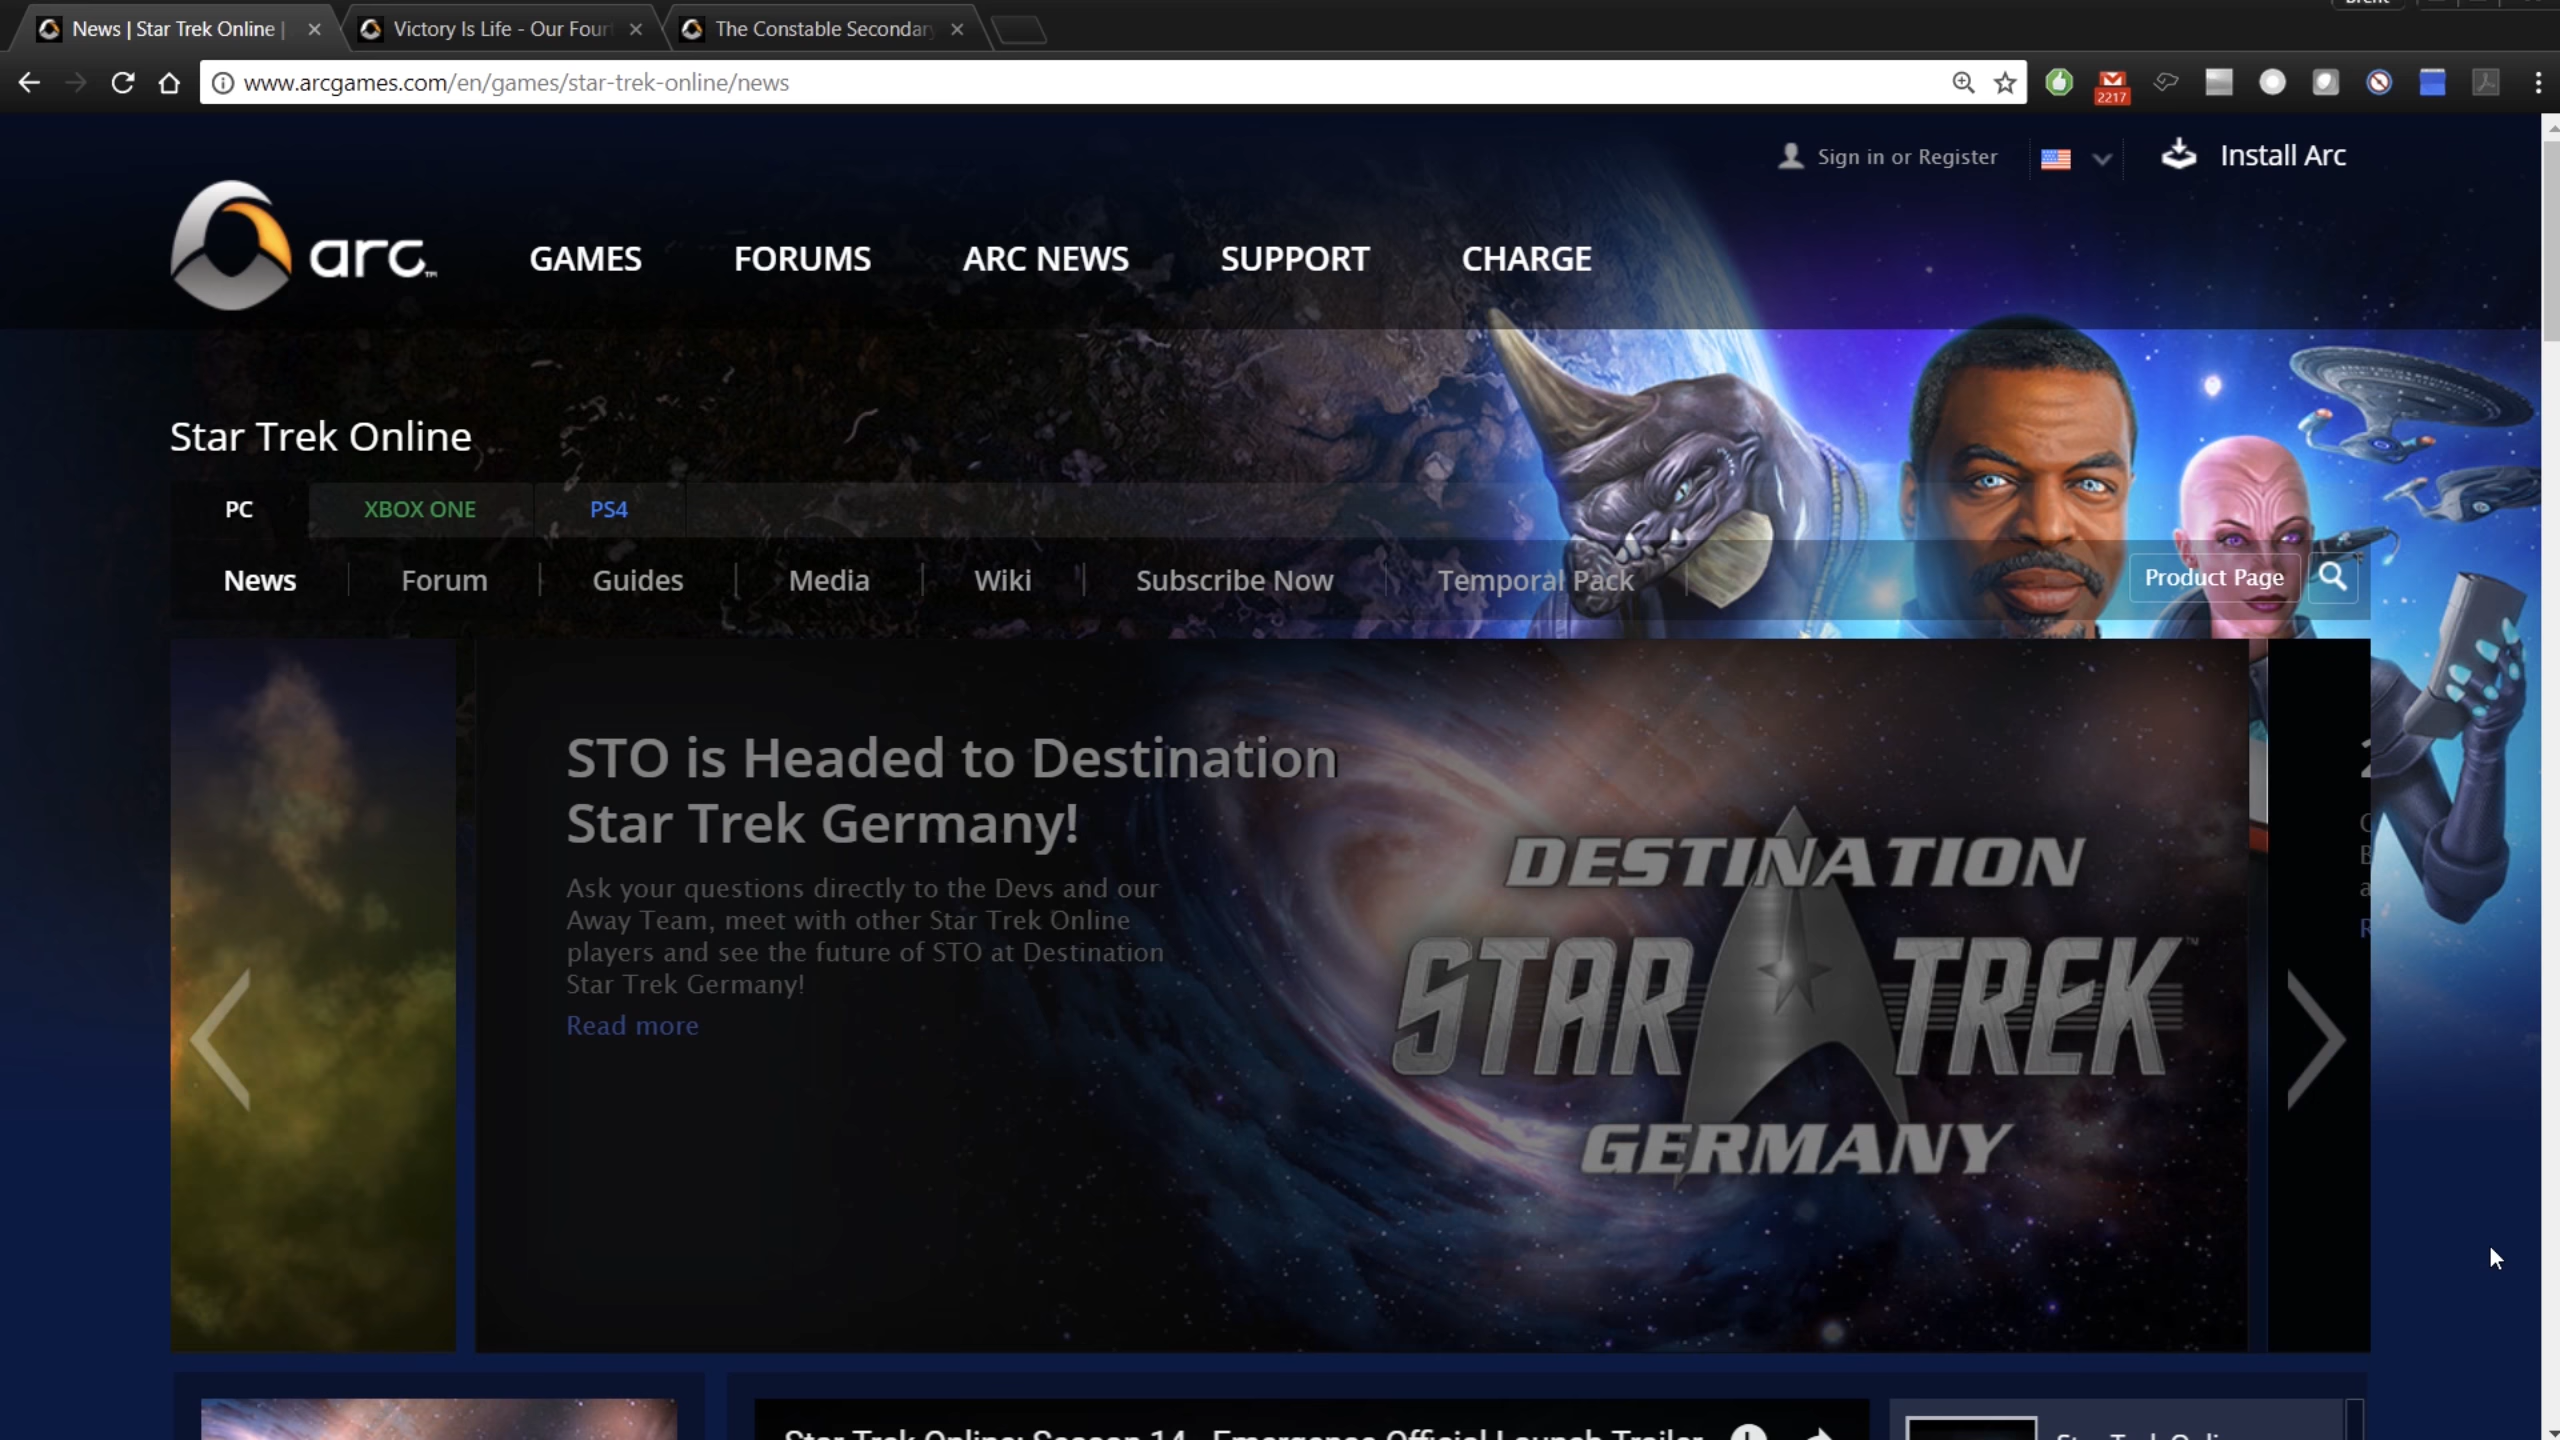 Brent
News | Star Trek Online |
Victory Is Life - Our Four
The Constable Secondary
www.arcgames.com/en/games/star-trek-online/news
2217
Sign in or Register
Install Arc
arc™
GAMES
FORUMS
ARC NEWS
SUPPORT
CHARGE
Star Trek Online
PC
XBOX ONE
PS4
News
Forum
Guides
Media
Wiki
Subscribe Now
Temporal Pack
Product Page
STO is Headed to Destination
Star Trek Germany!
Ask your questions directly to the Devs and our
Away Team, meet with other Star Trek Online
players and see the future of STO at Destination
Star Trek Germany!
Read more
DESTINATION
STAR TREK™
GERMANY
Star Trek Online: Season 14 - Emergence Official Launch Trailer